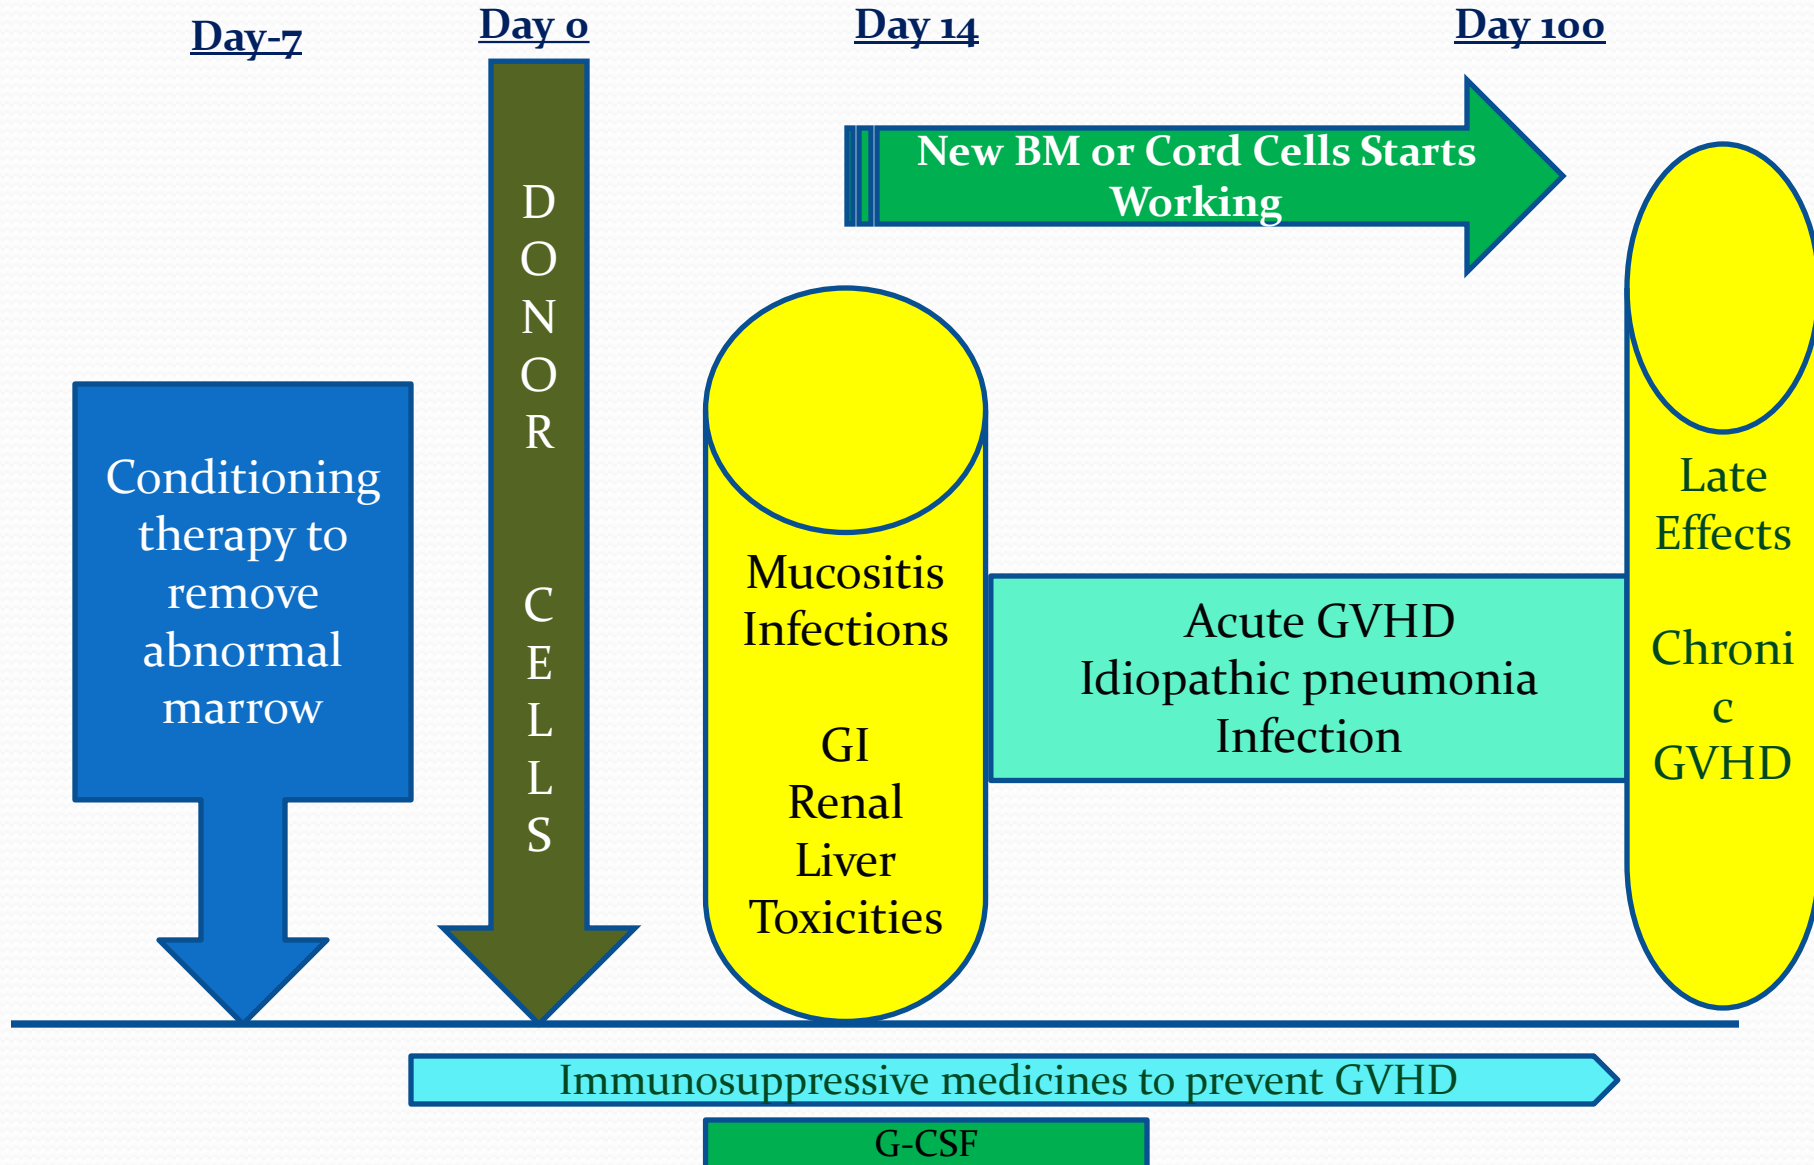 Day-7
Day 0
Day 14
Day 100
New BM or Cord Cells Starts
Working
D
O
N
O
R
C
E
L
L
S
Conditioning
therapy to
remove
abnormal
marrow
Mucositis
Infections
GI
Renal
Liver
Toxicities
Acute GVHD
Idiopathic pneumonia
Infection
Late
Effects
Chroni
c
GVHD
Immunosuppressive medicines to prevent GVHD
G-CSF